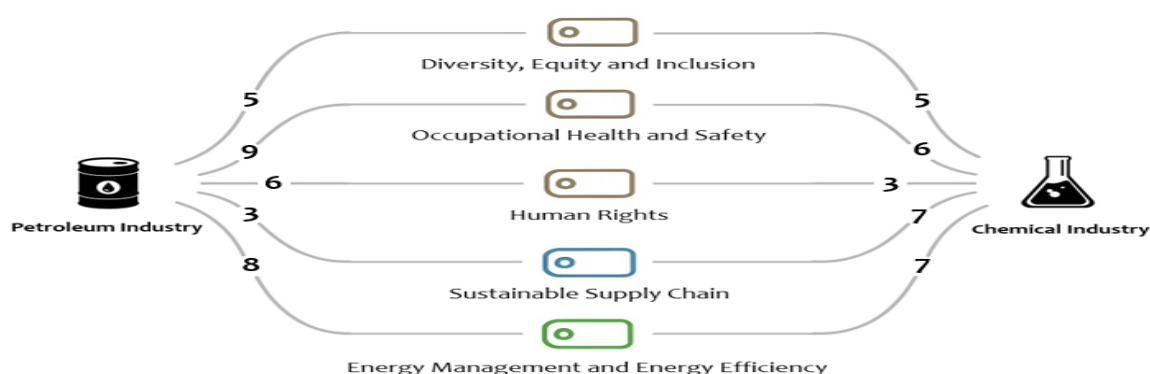 Diversity, Equity and Inclusion
5
5
Occupational Health and Safety
9
6
6
3
Human Rights
Petroleum Industry
Chemical Industry
3
7
Sustainable Supply Chain
8
7
Energy Management and Energy Efficiency